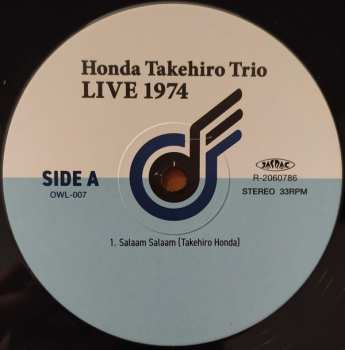 Honda Takehiro Trio
LIVE 1974
SIDE A
OWL-007
JASRAC
R-2060786
STEREO 33RPM
1. Salaam Salaam (Takehiro Honda)